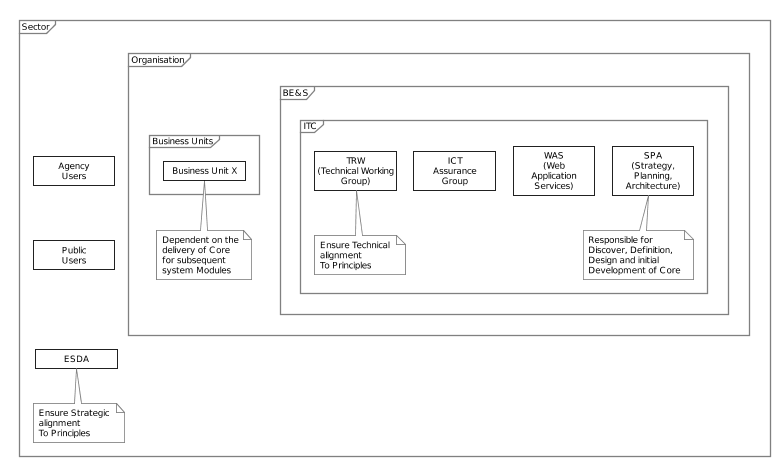 Sector
Organisation
BE&S
ITC
Business Units
Business Unit X
Agency
Users
Public
Users
TRW
(Technical Working
Group)
ICT
Assurance
Group
WAS
(Web
Application
Services)
SPA
(Strategy,
Planning,
Architecture)
Dependent on the
delivery of Core
for subsequent
system Modules
Ensure Technical
alignment
To Principles
Responsible for
Discover, Definition,
Design and initial
Development of Core
ESDA
Ensure Strategic
alignment
To Principles